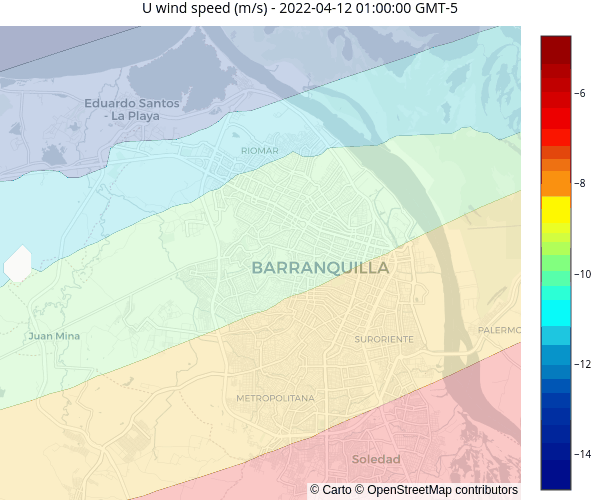 U wind speed (m/s) - 2022-04-12 01:00:00 GMT-5
Eduardo Santos
- La Playa
RIOMAR
BARRANQUILLA
Juan Mina
SURORIENTE
PALERMO
METROPOLITANA
Soledad
© Carto © OpenStreetMap contributors
−6
−8
−10
−12
−14